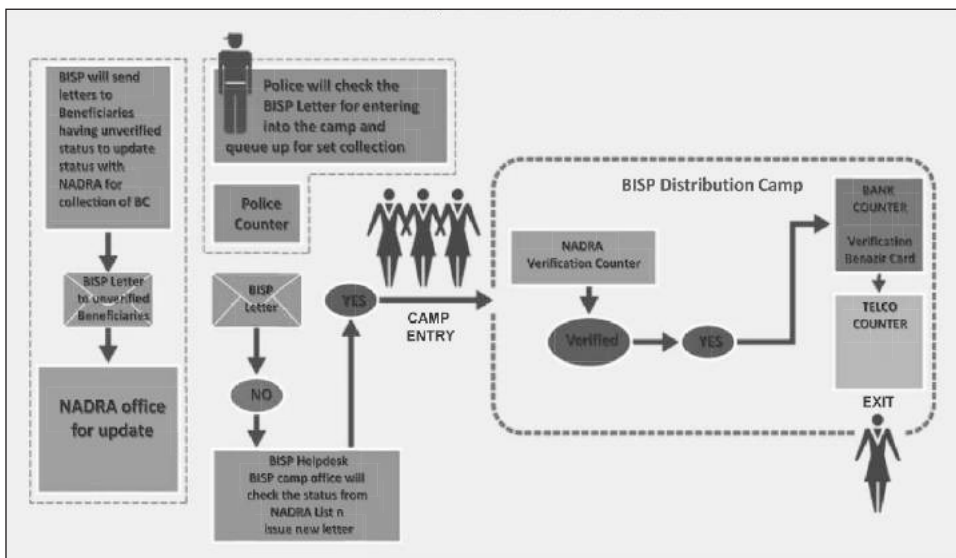 BISP will send
letters to
Beneficiaries
having unverified
status to update
status with
NADRA for
collection of BC
BISP Letter
to unverified
Beneficiaries
NADRA office
for update
Police will check the
BISP Letter for entering
into the camp and
queue up for set collection
Police
Counter
BISP
Letter
NO
BISP Helpdesk
BISP camp office will
check the status from
NADRA List n
issue new letter
YES
CAMP
ENTRY
BISP Distribution Camp
NADRA
Verification Counter
Verified
YES
BANK
COUNTER
Verification
Benazir Card
TELCO
COUNTER
EXIT